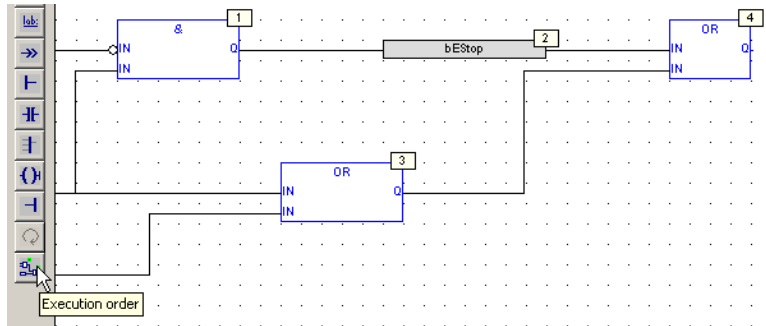 lab:
1
&
IN
Q
IN
bEStop
2
OR
4
IN
Q
IN
OR
3
IN
Q
IN
Execution order